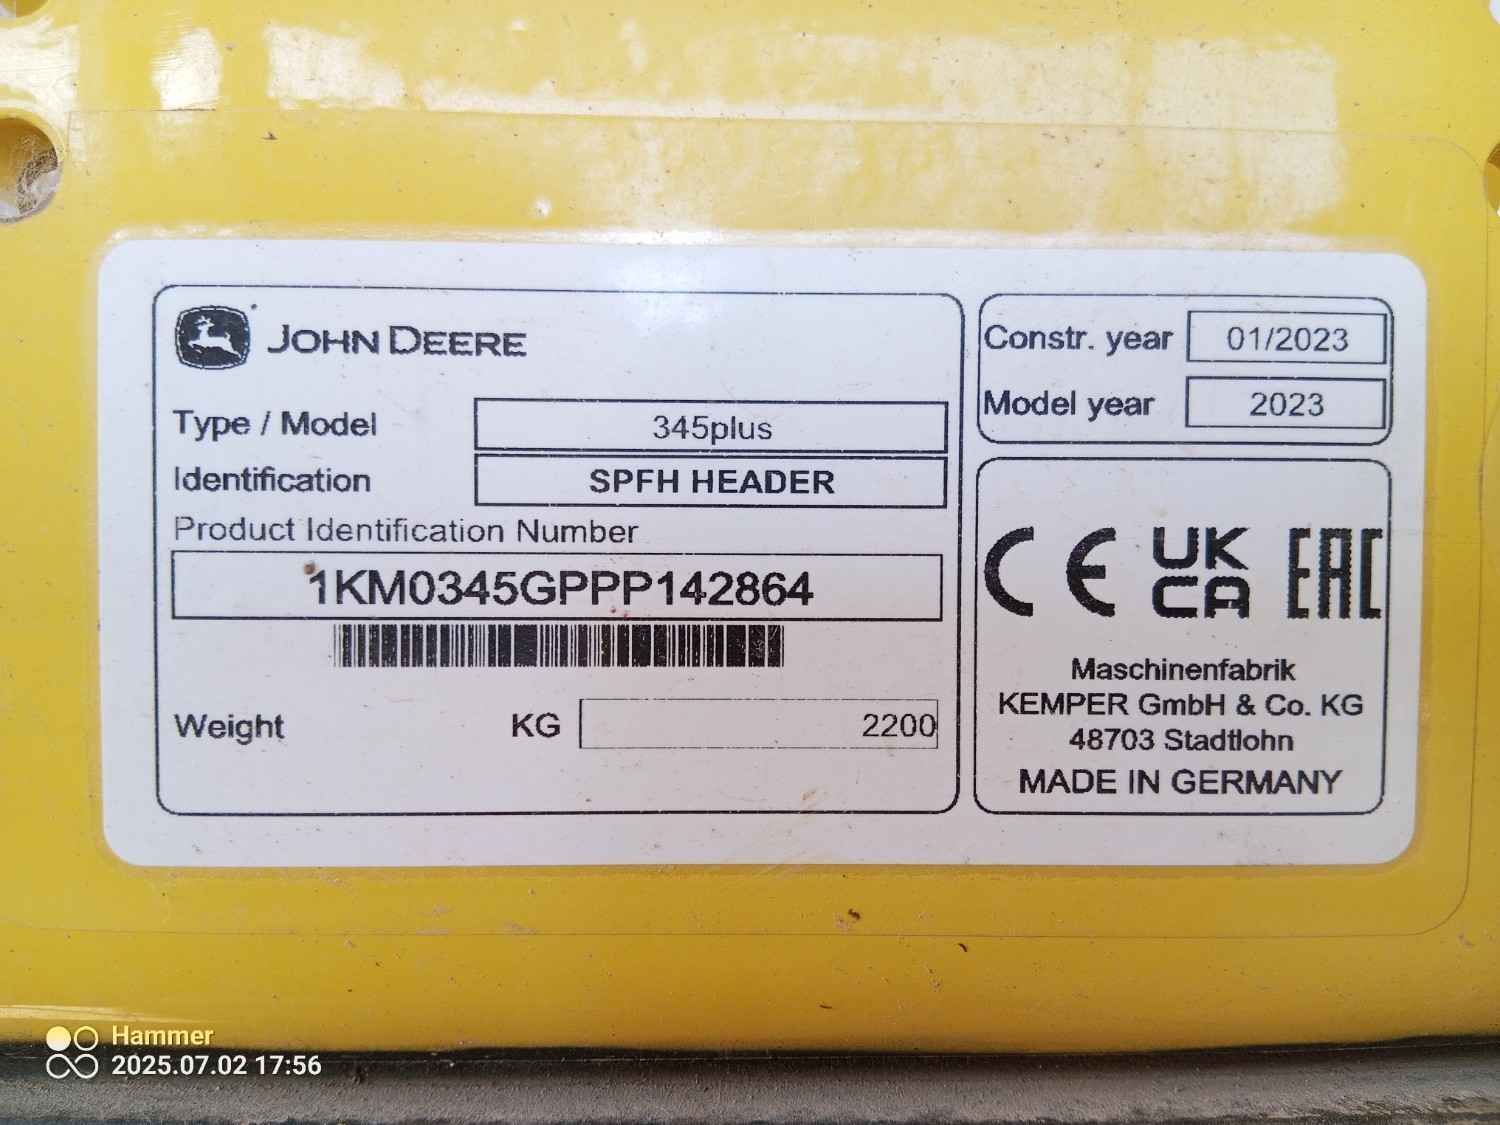 JOHN DEERE
Type / Model 345plus
Identification SPFH HEADER
Product Identification Number
1KM0345GPPP142864
Weight KG 2200
Constr. year 01/2023
Model year 2023
CE UK CA EAC
Maschinenfabrik
KEMPER GmbH & Co. KG
48703 Stadtlohn
MADE IN GERMANY
Hammer
2025.07.02 17:56